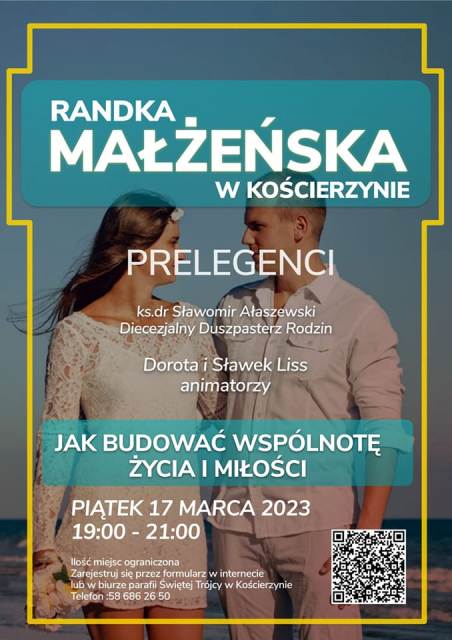 RANDKA
MAŁŻEŃSKA
W KOŚCIERZYNIE
PRELEGENCI
ks.dr Sławomir Ałaszewski
Diecezjalny Duszpasterz Rodzin
Dorota i Sławek Liss
animatorzy
JAK BUDOWAĆ WSPÓLNOTĘ
ŻYCIA I MIŁOŚCI
PIĄTEK 17 MARCA 2023
19:00 - 21:00
Ilość miejsc ograniczona
Zarejestruj się przez formularz w internecie
lub w biurze parafii Świętej Trójcy w Kościerzynie
Telefon :58 686 26 50